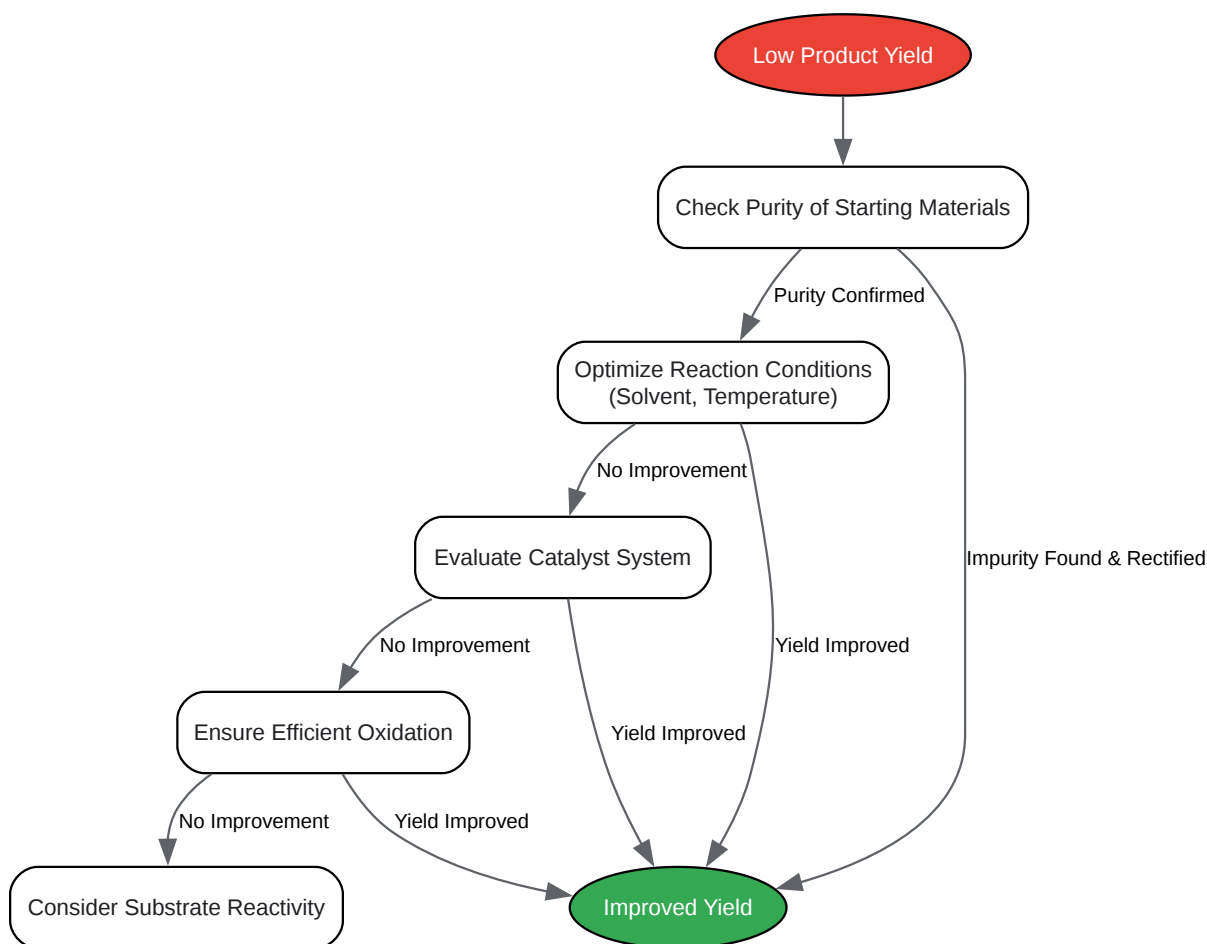 Low Product Yield
Check Purity of Starting Materials
Purity Confirmed
Optimize Reaction Conditions
(Solvent, Temperature)
No Improvement
Evaluate Catalyst System
Impurity Found & Rectified
No Improvement
Yield Improved
Ensure Efficient Oxidation
Yield Improved
No Improvement
Yield Improved
Consider Substrate Reactivity
Improved Yield